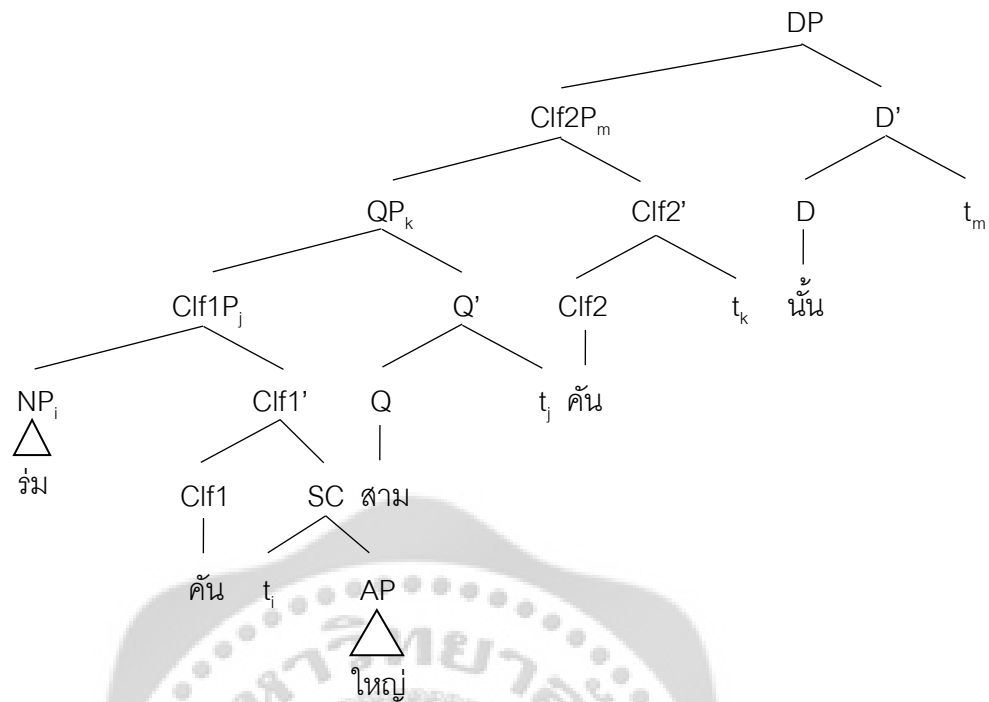 DP
Clf2Pm D'
QPk Clf2' D tm
Clf1Pj Q' Clf2 tk นั้น
NPi Clf1' Q tj คัน
ร่ม Clf1 SC สาม
คัน ti AP
ใหญ่